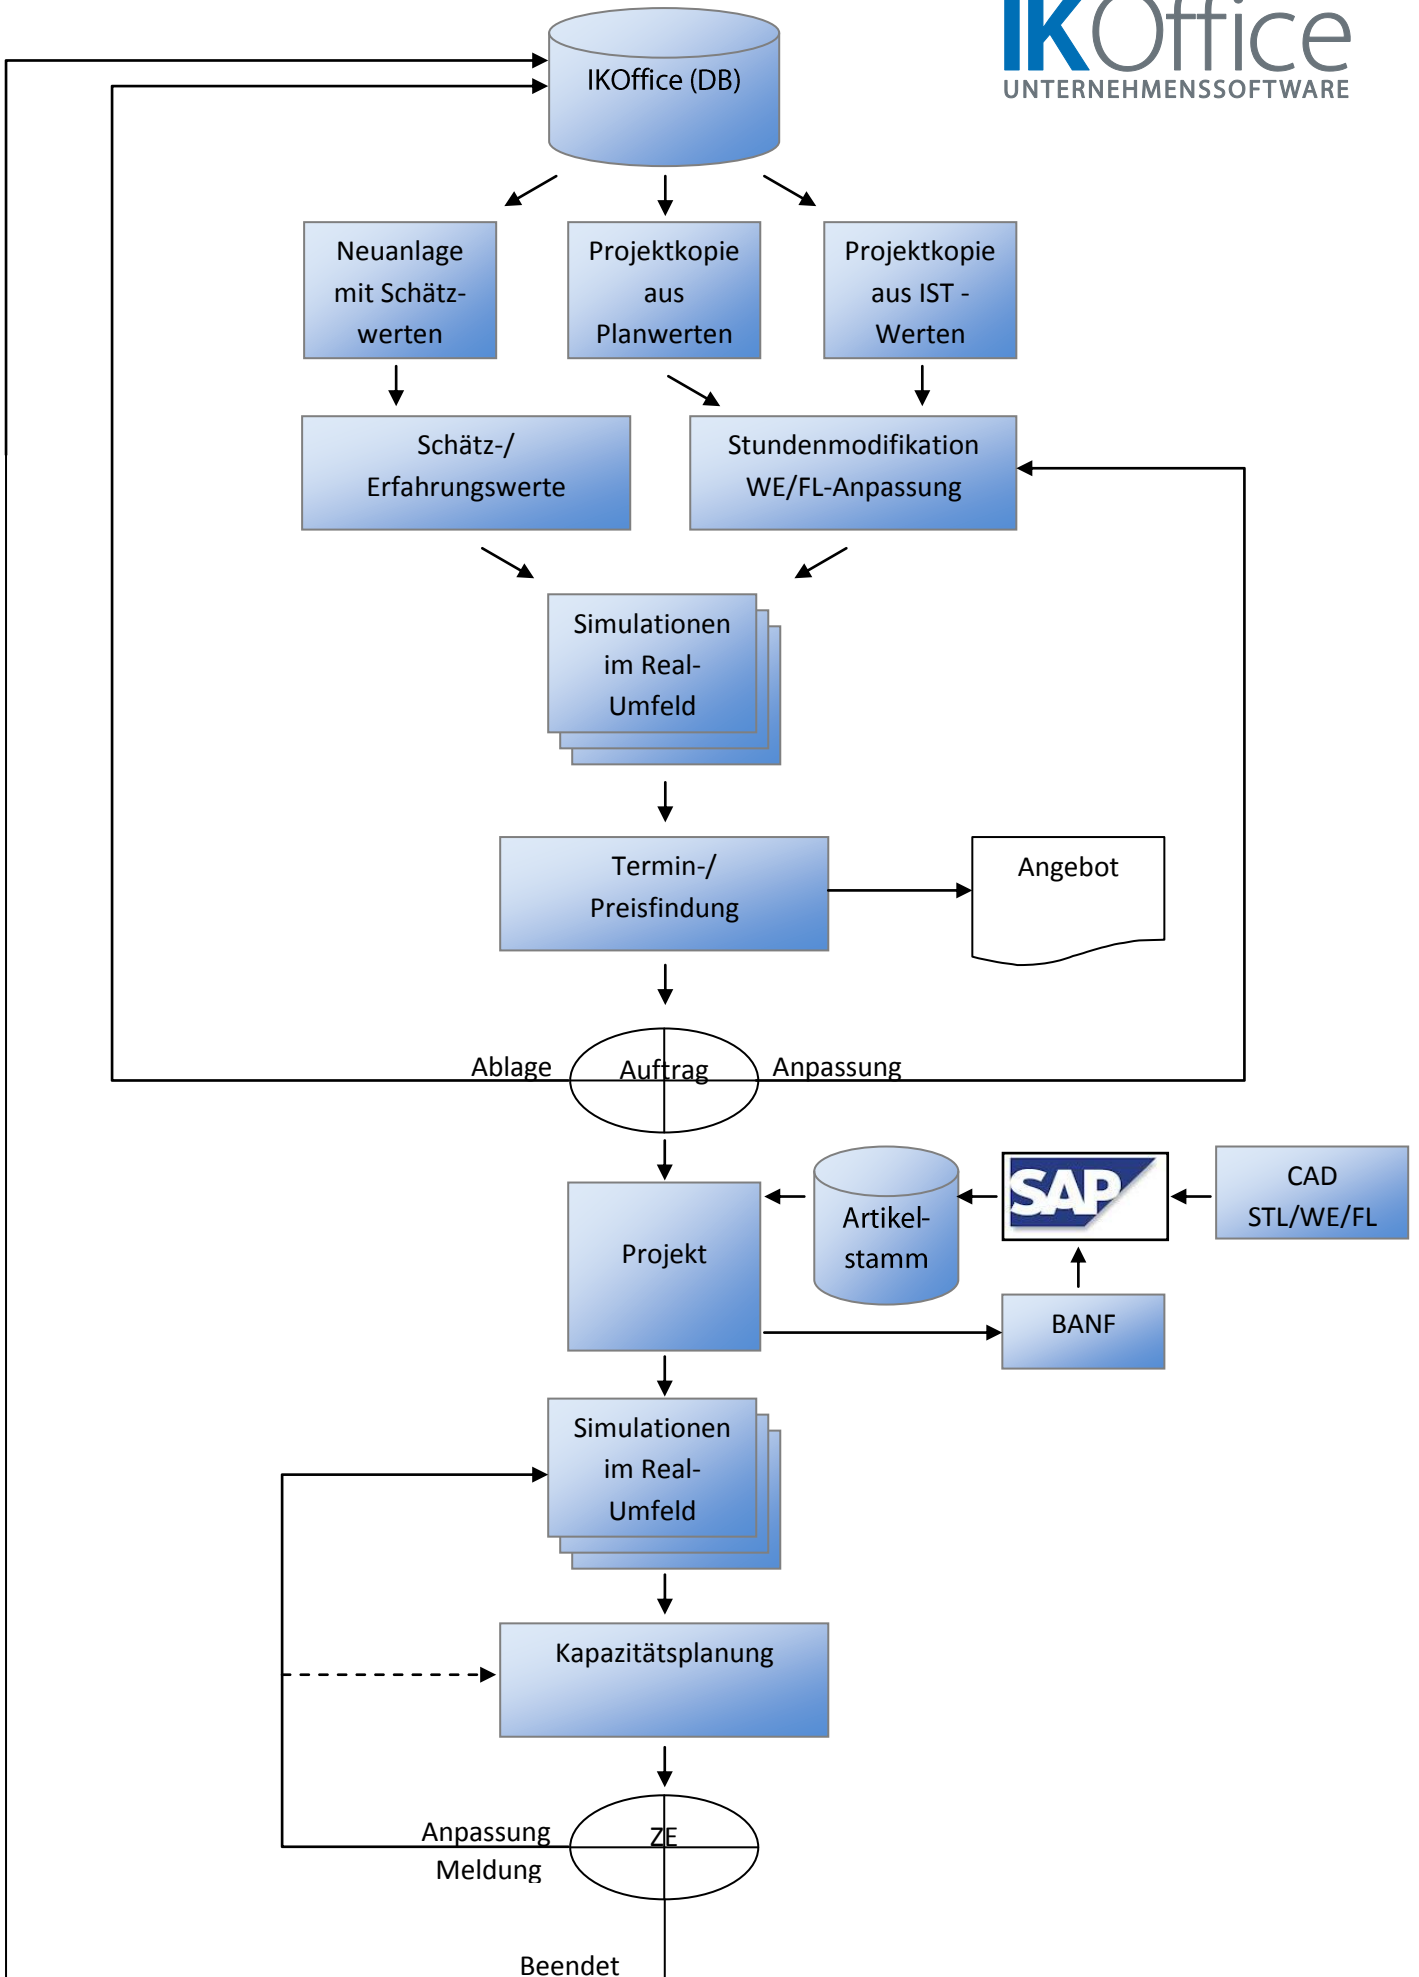 IKOffice
UNTERNEHMENSSOFTWARE
IKOffice (DB)
Neuanlage
mit Schätz-
werten
Projektkopie
aus
Planwerten
Projektkopie
aus IST -
Werten
Schätz-/
Erfahrungswerte
Stundenmodifikation
WE/FL-Anpassung
Simulationen
im Real-
Umfeld
Termin-/
Preisfindung
Angebot
Ablage
Auftrag
Anpassung
Projekt
Artikel-
stamm
SAP
CAD
STL/WE/FL
BANF
Simulationen
im Real-
Umfeld
Kapazitätsplanung
Anpassung
Meldung
ZE
Beendet